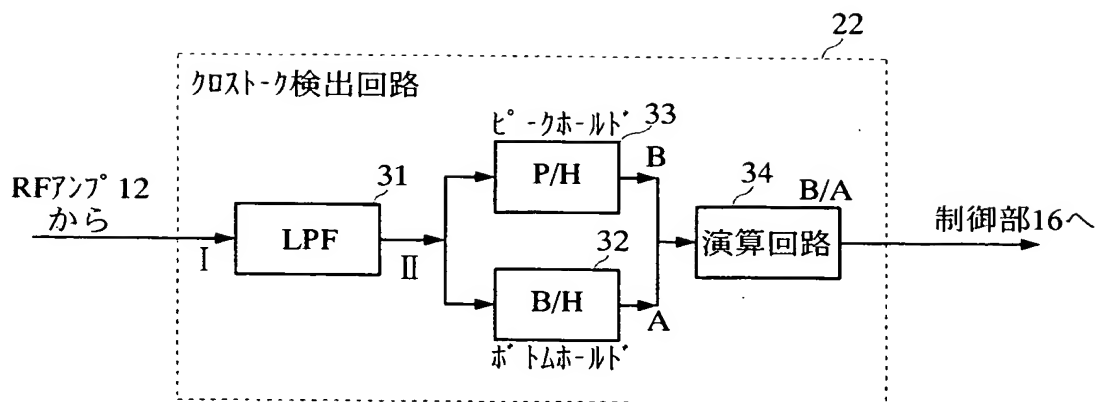 22
ｸﾛｽﾄｰｸ検出回路
ﾋﾟｰｸﾎｰﾙﾄﾞ
33
P/H
B
RFｱﾝﾌﾟ 12
から
31
LPF
I
II
32
B/H
A
ﾎﾞﾄﾑﾎｰﾙﾄﾞ
34
B/A
演算回路
制御部16へ